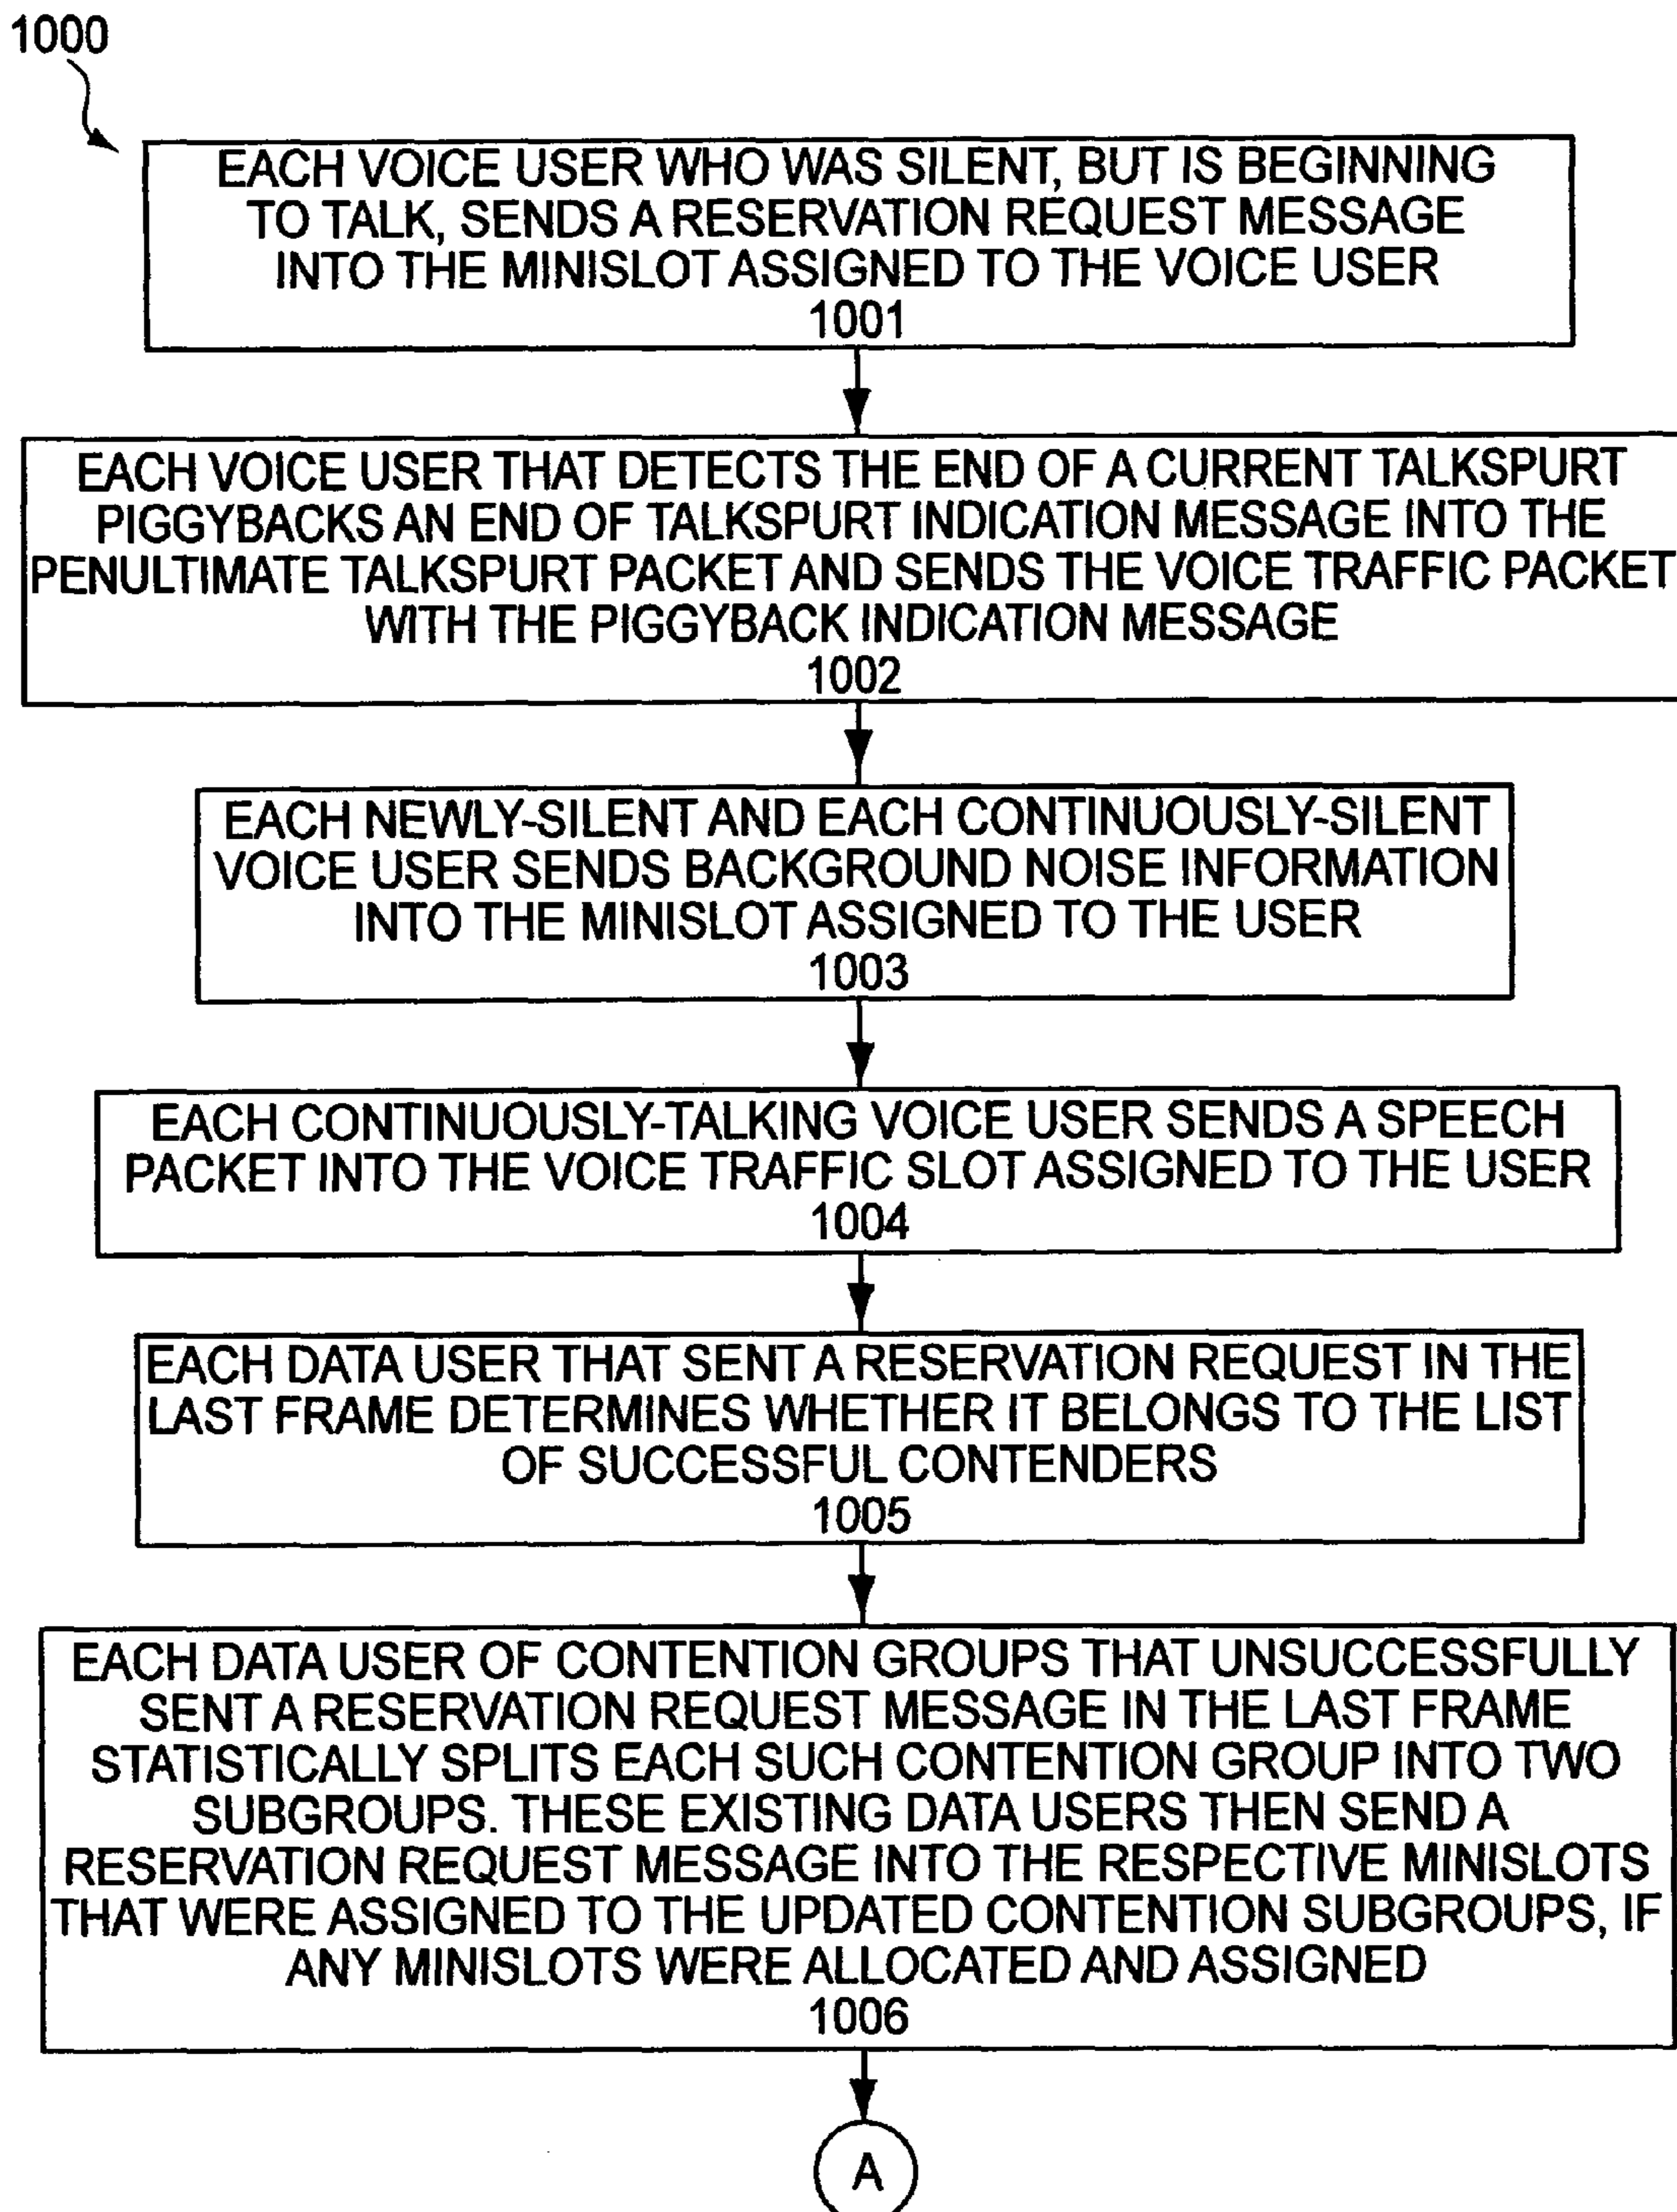 1000
EACH VOICE USER WHO WAS SILENT, BUT IS BEGINNING
TO TALK, SENDS A RESERVATION REQUEST MESSAGE
INTO THE MINISLOT ASSIGNED TO THE VOICE USER
1001
EACH VOICE USER THAT DETECTS THE END OF A CURRENT TALKSPURT
PIGGYBACKS AN END OF TALKSPURT INDICATION MESSAGE INTO THE
PENULTIMATE TALKSPURT PACKET AND SENDS THE VOICE TRAFFIC PACKET
WITH THE PIGGYBACK INDICATION MESSAGE
1002
EACH NEWLY-SILENT AND EACH CONTINUOUSLY-SILENT
VOICE USER SENDS BACKGROUND NOISE INFORMATION
INTO THE MINISLOT ASSIGNED TO THE USER
1003
EACH CONTINUOUSLY-TALKING VOICE USER SENDS A SPEECH
PACKET INTO THE VOICE TRAFFIC SLOT ASSIGNED TO THE USER
1004
EACH DATA USER THAT SENT A RESERVATION REQUEST IN THE
LAST FRAME DETERMINES WHETHER IT BELONGS TO THE LIST
OF SUCCESSFUL CONTENDERS
1005
EACH DATA USER OF CONTENTION GROUPS THAT UNSUCCESSFULLY
SENT A RESERVATION REQUEST MESSAGE IN THE LAST FRAME
STATISTICALLY SPLITS EACH SUCH CONTENTION GROUP INTO TWO
SUBGROUPS. THESE EXISTING DATA USERS THEN SEND A
RESERVATION REQUEST MESSAGE INTO THE RESPECTIVE MINISLOTS
THAT WERE ASSIGNED TO THE UPDATED CONTENTION SUBGROUPS, IF
ANY MINISLOTS WERE ALLOCATED AND ASSIGNED
1006
A